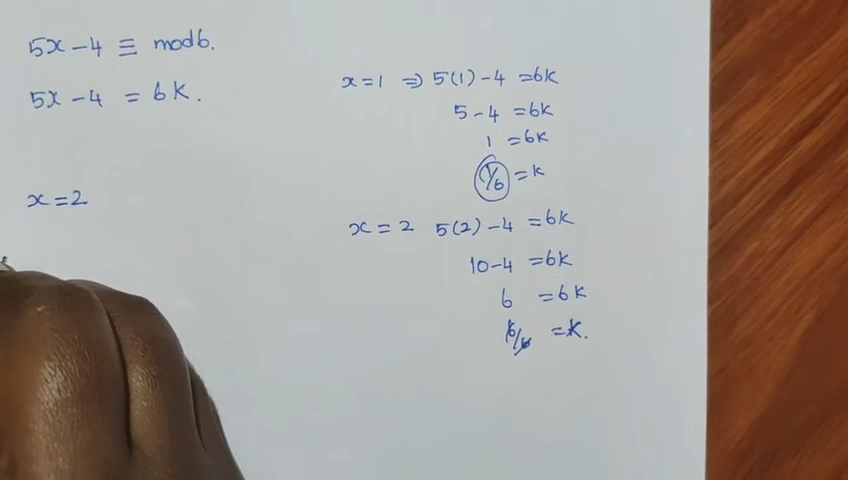 5x - 4 ≡ mod6.
5x - 4 = 6K.
x = 2
x = 1 ⇒ 5(1) - 4 = 6K
5 - 4 = 6K
1 = 6K
1/6 = K
x = 2 5(2) - 4 = 6K
10 - 4 = 6K
6 = 6K
6/6 = K.